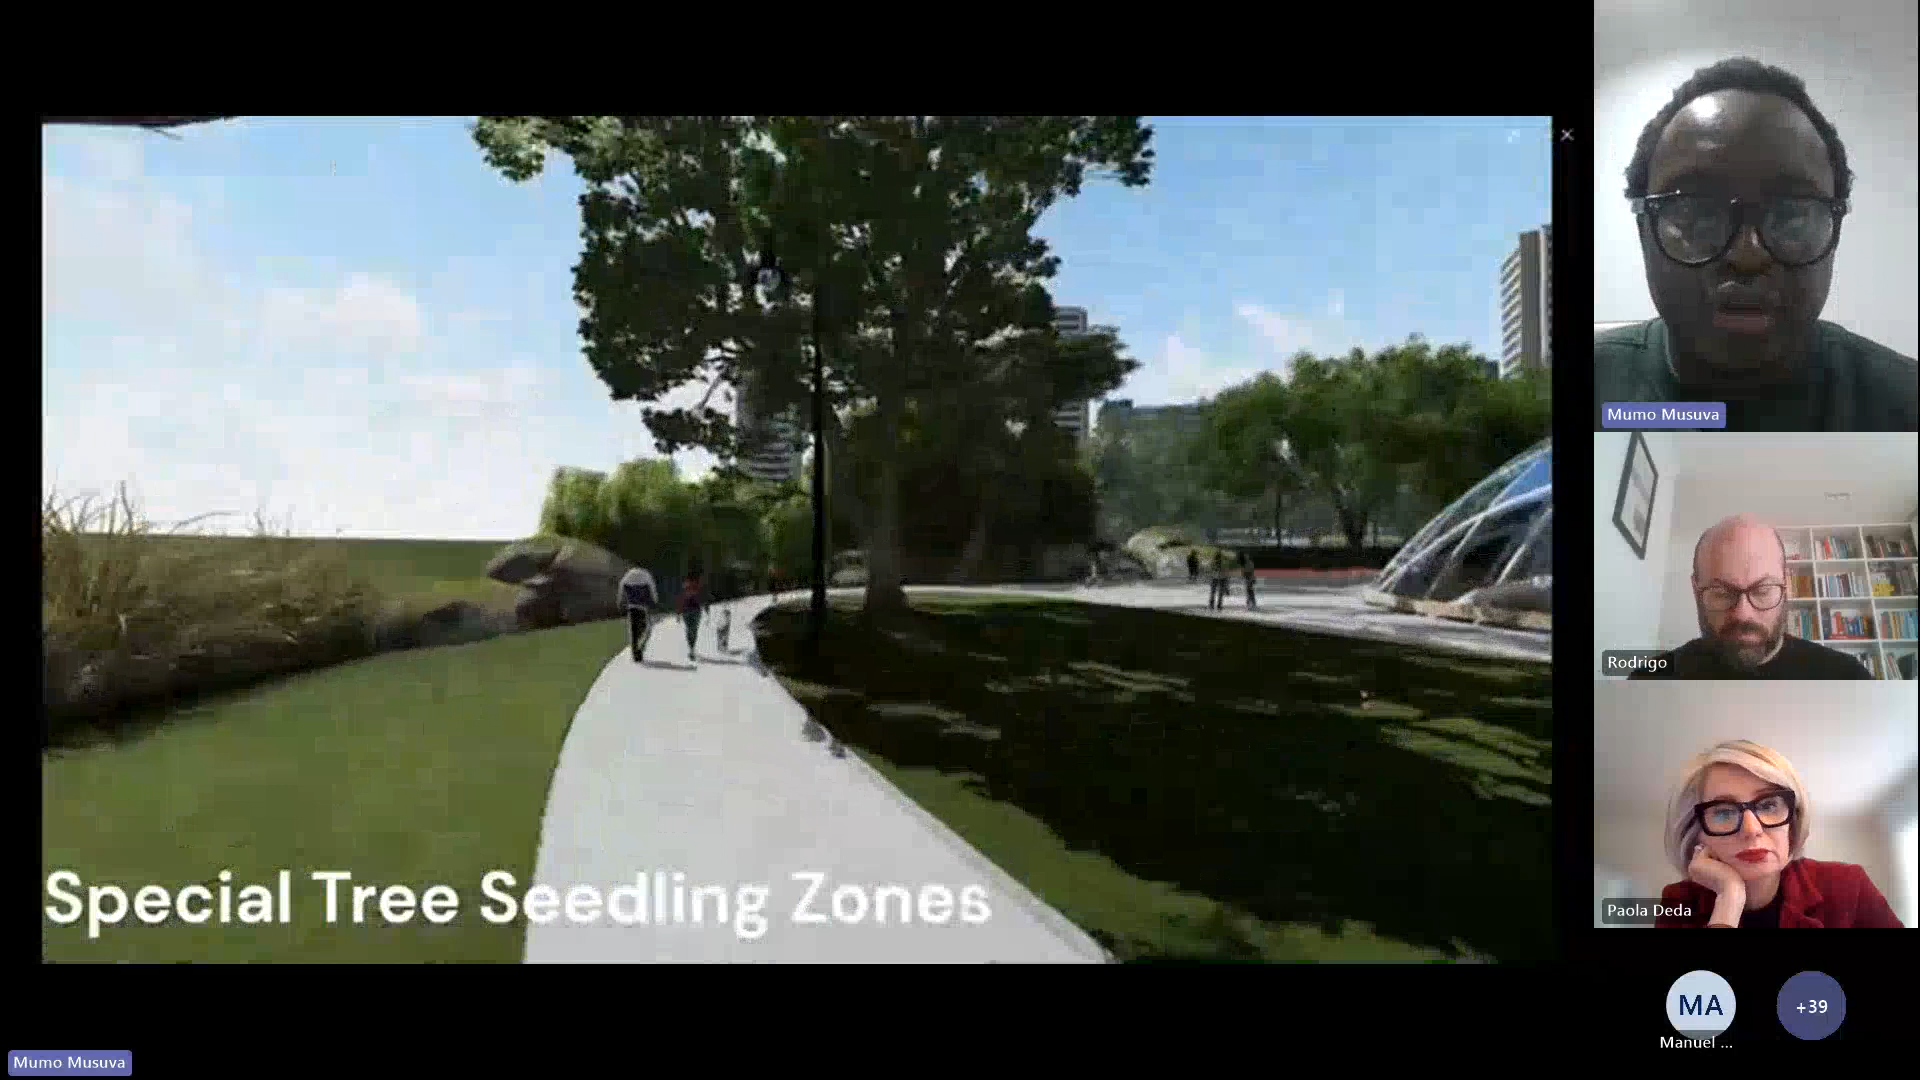 Special Tree Seedling Zones
Mumo Musuva
Rodrigo
Paola Deda
MA
+39
Manuel ...
Mumo Musuva